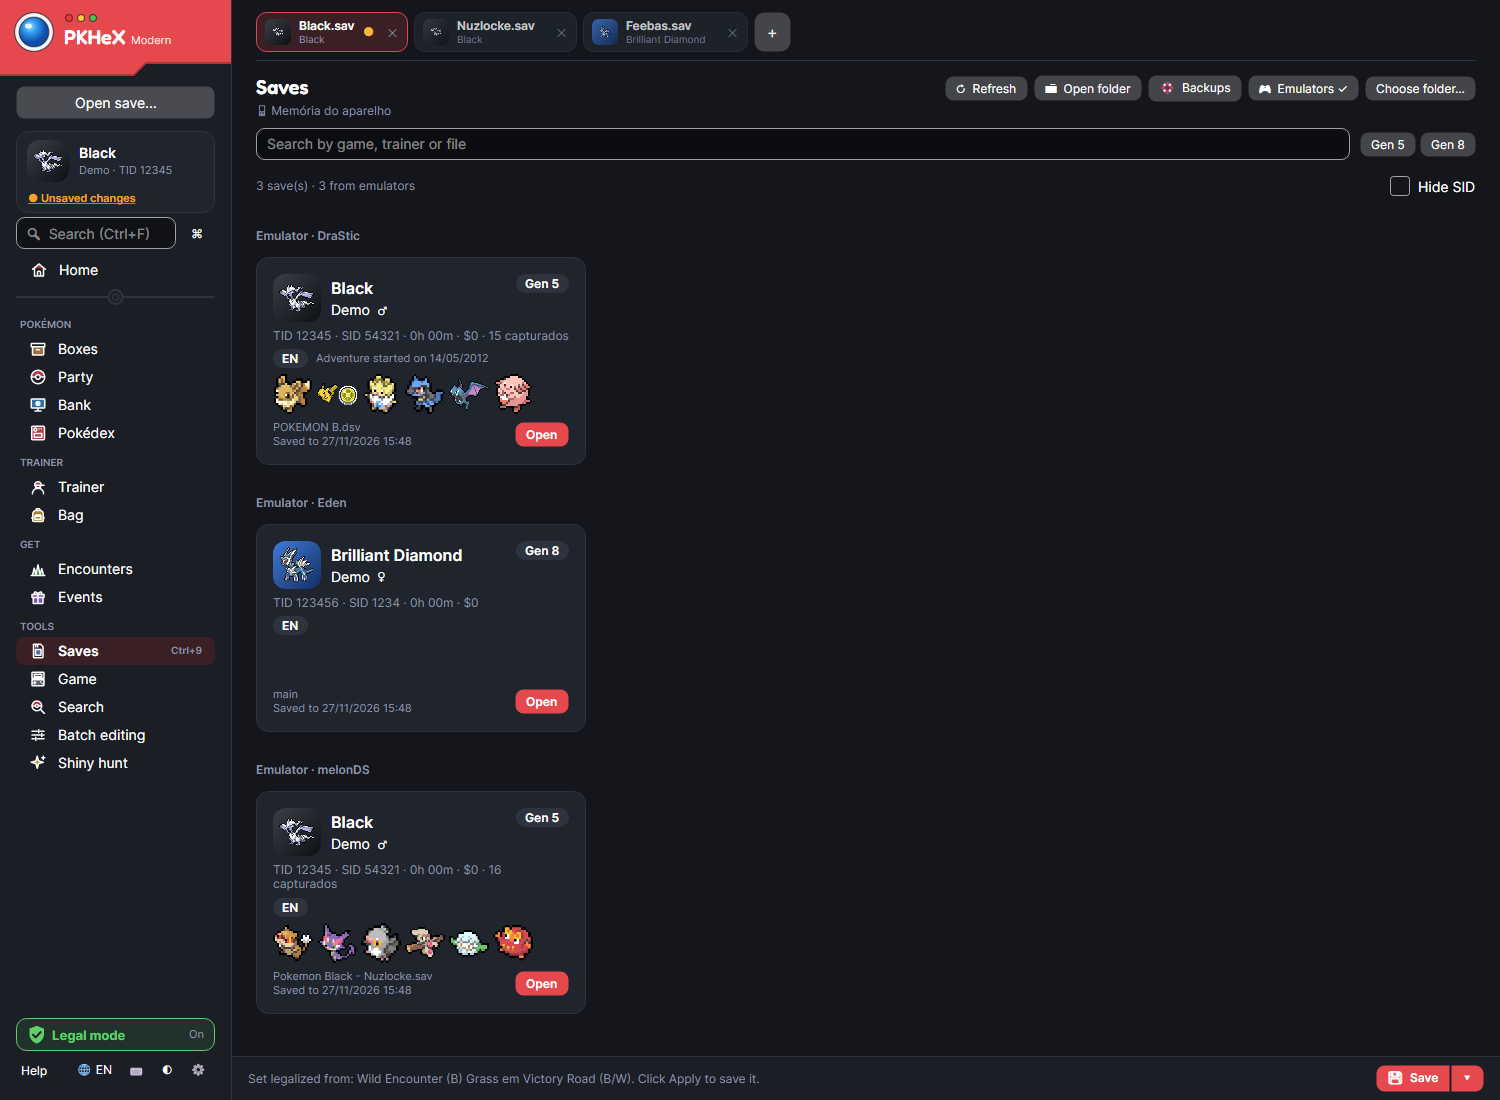 PKHeX Modern
Black.sav
Black
Nuzlocke.sav
Black
Feebas.sav
Brilliant Diamond
+
Open save...
Black
Demo · TID 12345
Unsaved changes
Search (Ctrl+F)
⌘
Home
POKÉMON
Boxes
Party
Bank
Pokédex
TRAINER
Trainer
Bag
GET
Encounters
Events
TOOLS
Saves Ctrl+9
Game
Search
Batch editing
Shiny hunt
Legal mode On
Help EN
Saves
Memória do aparelho
Refresh Open folder Backups Emulators ✓ Choose folder...
Search by game, trainer or file
Gen 5 Gen 8
3 save(s) · 3 from emulators
Hide SID
Emulator · DraStic
Black Gen 5
Demo ♂
TID 12345 · SID 54321 · 0h 00m · $0 · 15 capturados
EN Adventure started on 14/05/2012
POKEMON B.dsv
Saved to 27/11/2026 15:48
Open
Emulator · Eden
Brilliant Diamond Gen 8
Demo ♀
TID 123456 · SID 1234 · 0h 00m · $0
EN
main
Saved to 27/11/2026 15:48
Open
Emulator · melonDS
Black Gen 5
Demo ♂
TID 12345 · SID 54321 · 0h 00m · $0 · 16
capturados
EN
Pokemon Black - Nuzlocke.sav
Saved to 27/11/2026 15:48
Open
Set legalized from: Wild Encounter (B) Grass em Victory Road (B/W). Click Apply to save it.
Save